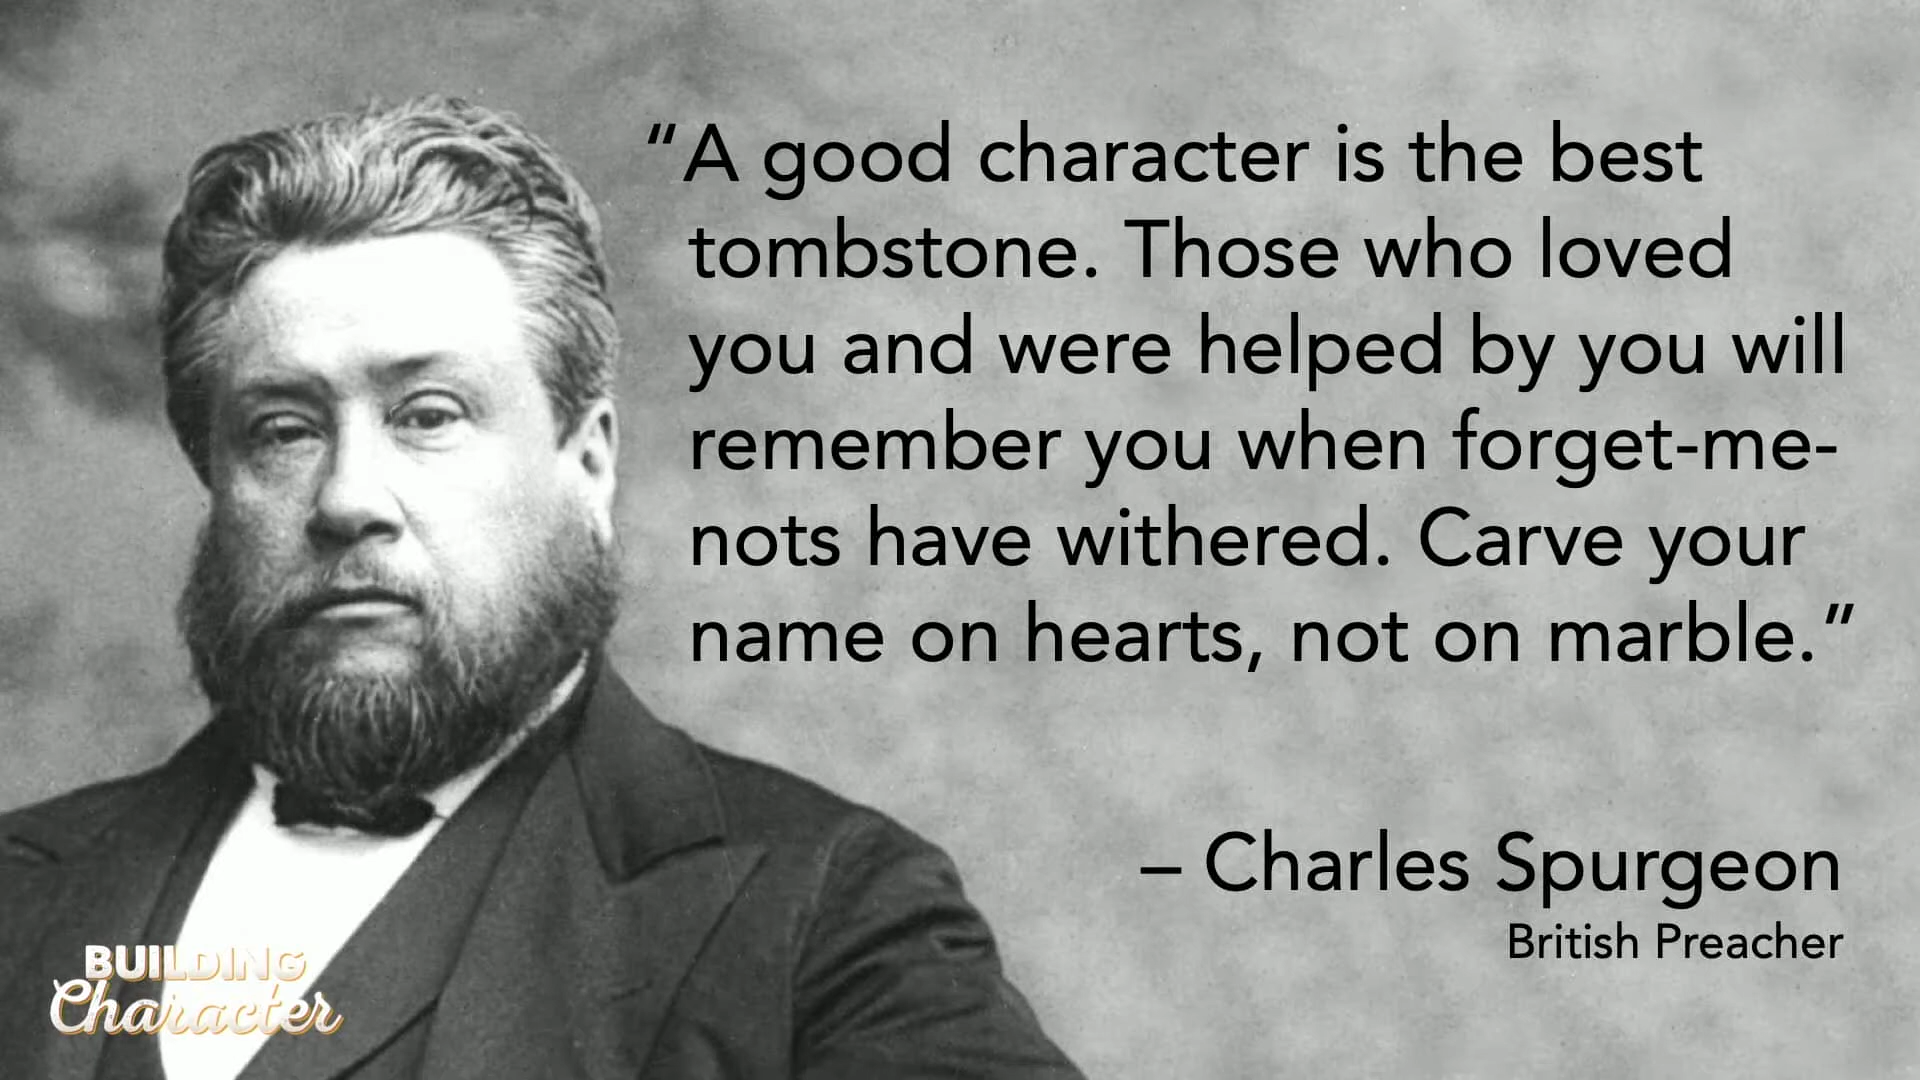 “A good character is the best
tombstone. Those who loved
you and were helped by you will
remember you when forget-me-
nots have withered. Carve your
name on hearts, not on marble.”
– Charles Spurgeon
British Preacher
BUILDING
Character